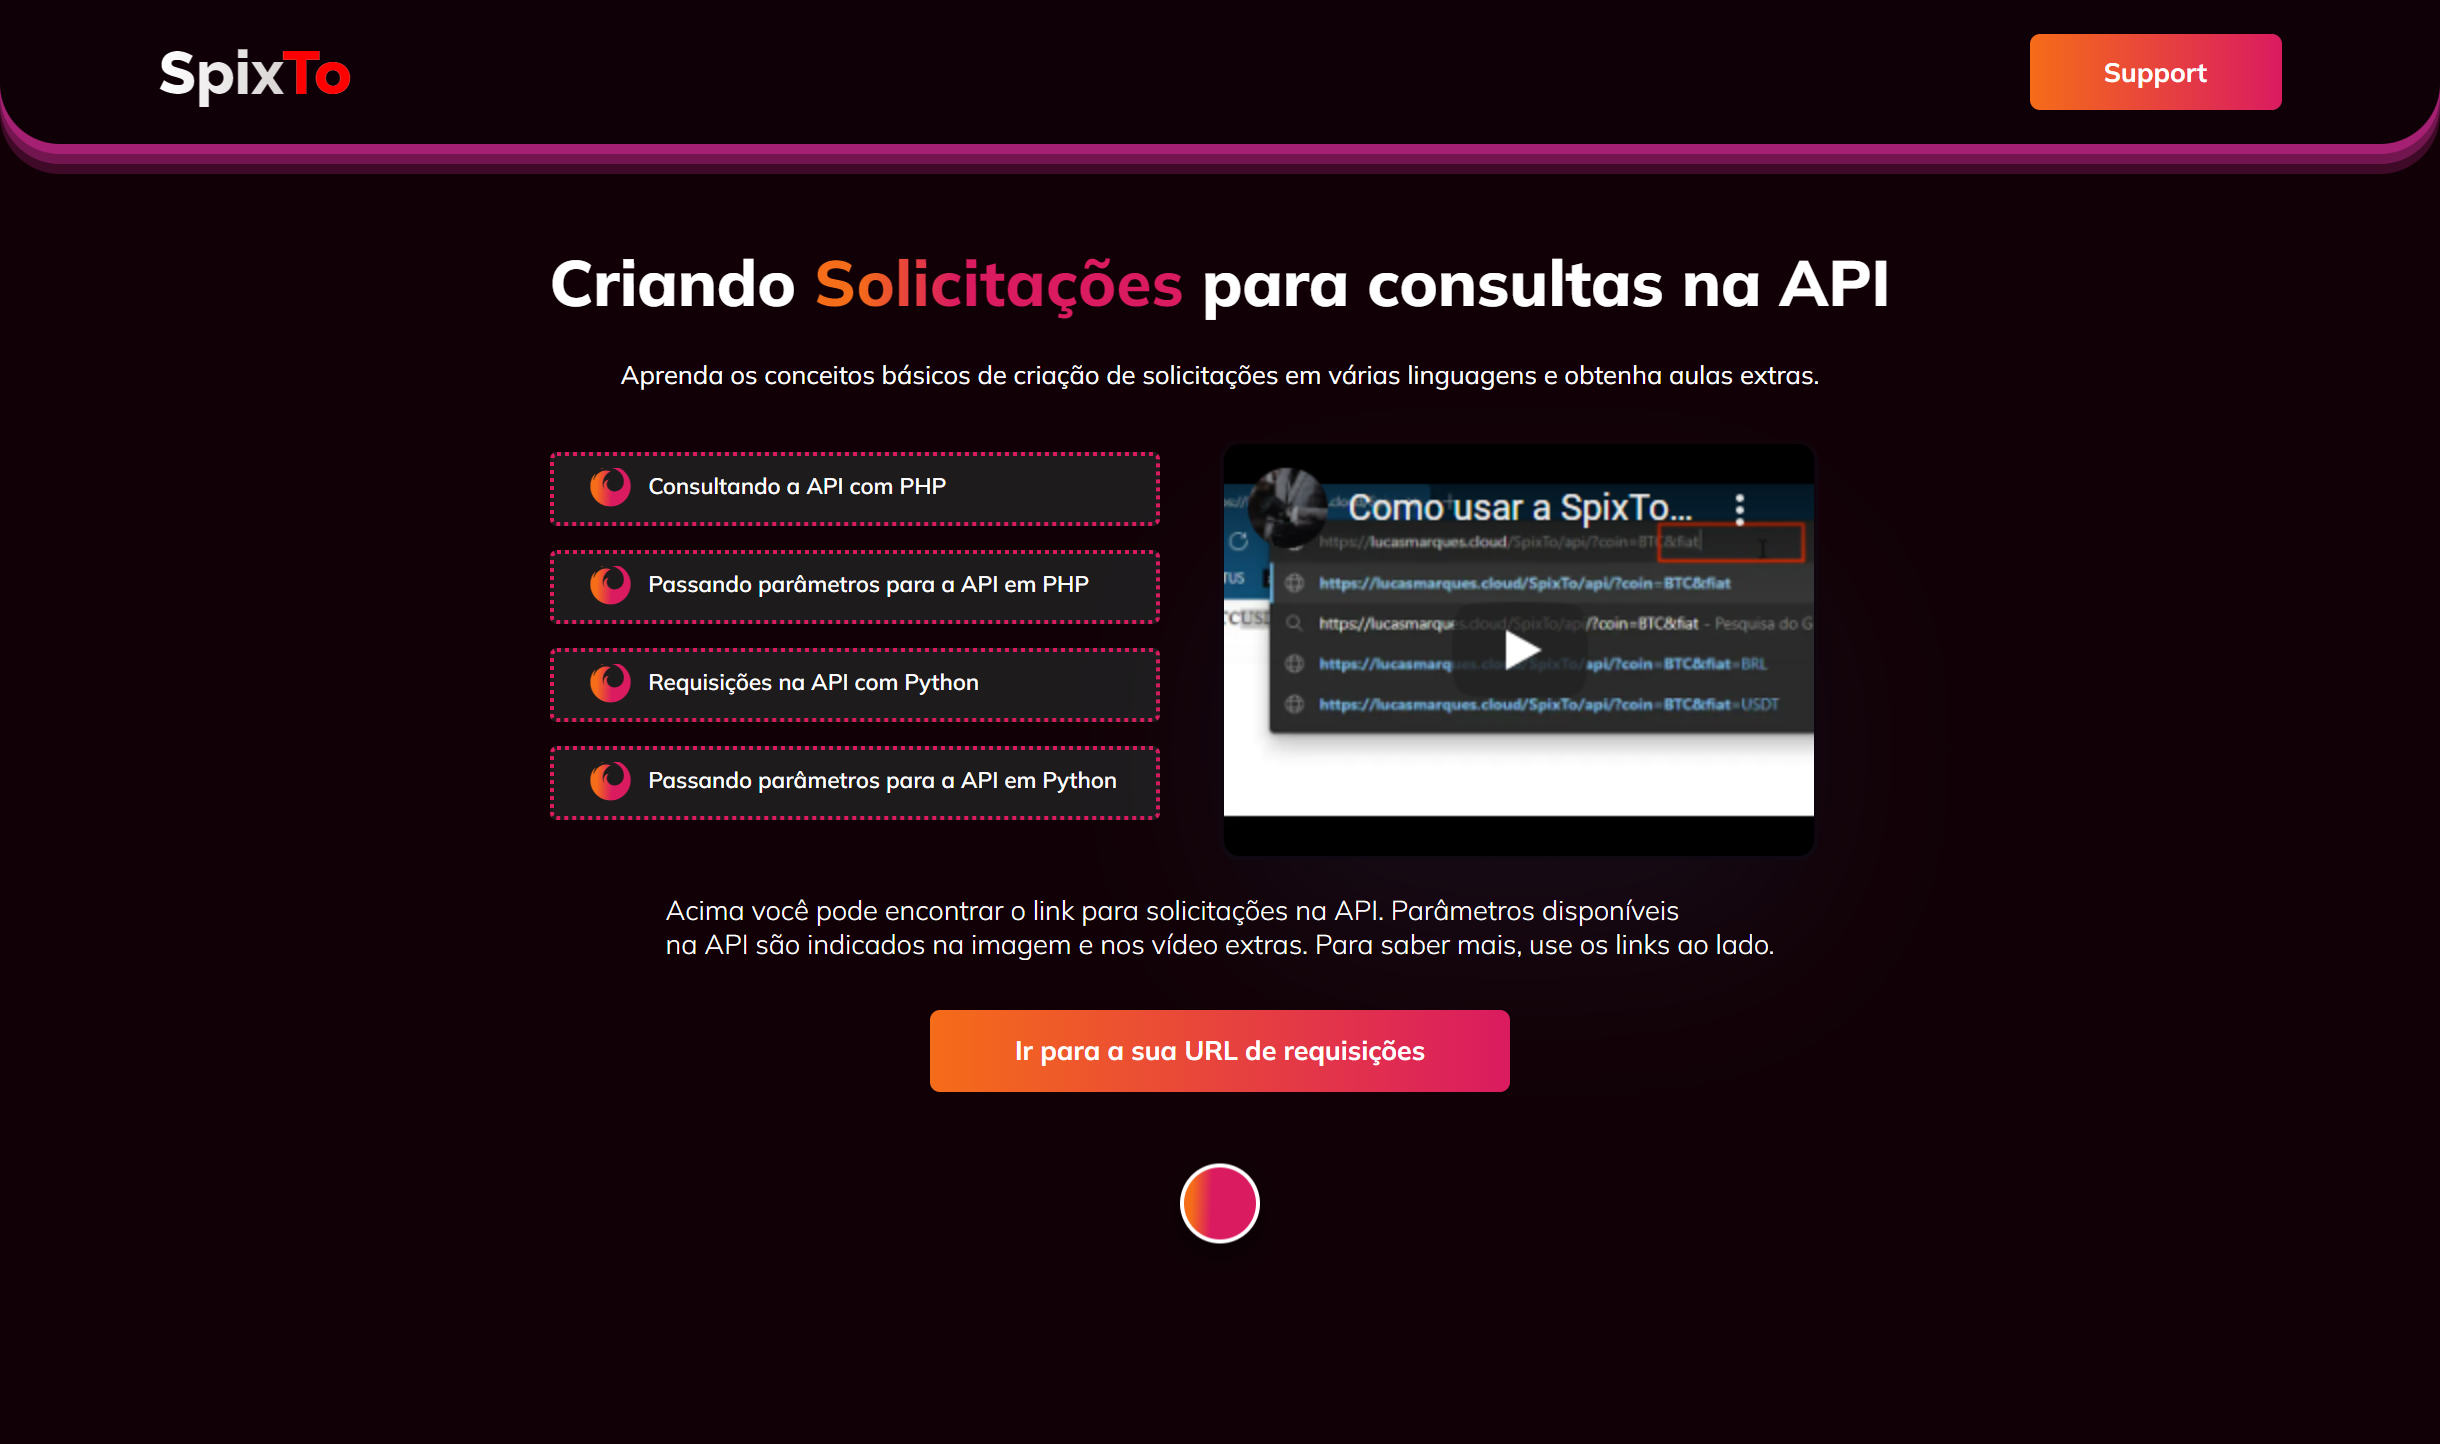 SpixTo
Support
Criando Solicitações para consultas na API
Aprenda os conceitos básicos de criação de solicitações em várias linguagens e obtenha aulas extras.
Consultando a API com PHP
Passando parâmetros para a API em PHP
Requisições na API com Python
Passando parâmetros para a API em Python
Como usar a SpixTo...
https://lucasmarques.cloud/SpixTo/api/?coin=BTC&fiat
TUS
https://lucasmarques.cloud/SpixTo/api/?coin=BTC&fiat
https://lucasmarques.cloud/SpixTo/api/?coin=BTC&fiat - Pesquisa do G
https://lucasmarques.cloud/SpixTo/api/?coin=BTC&fiat=BRL
https://lucasmarques.cloud/SpixTo/api/?coin=BTC&fiat=USDT
Acima você pode encontrar o link para solicitações na API. Parâmetros disponíveis
na API são indicados na imagem e nos vídeo extras. Para saber mais, use os links ao lado.
Ir para a sua URL de requisições